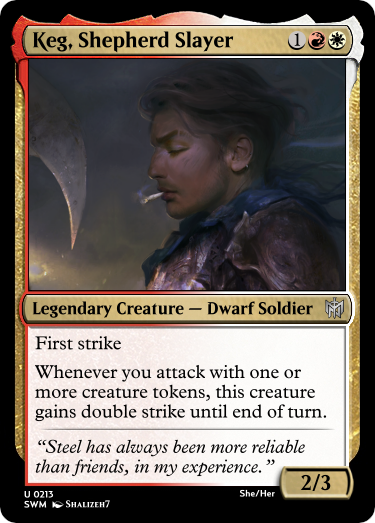 Keg, Shepherd Slayer 1
Legendary Creature — Dwarf Soldier
First strike
Whenever you attack with one or
more creature tokens, this creature
gains double strike until end of turn.
“Steel has always been more reliable
than friends, in my experience.”
2/3
U 0213
SWM Shalizeh7
She/Her